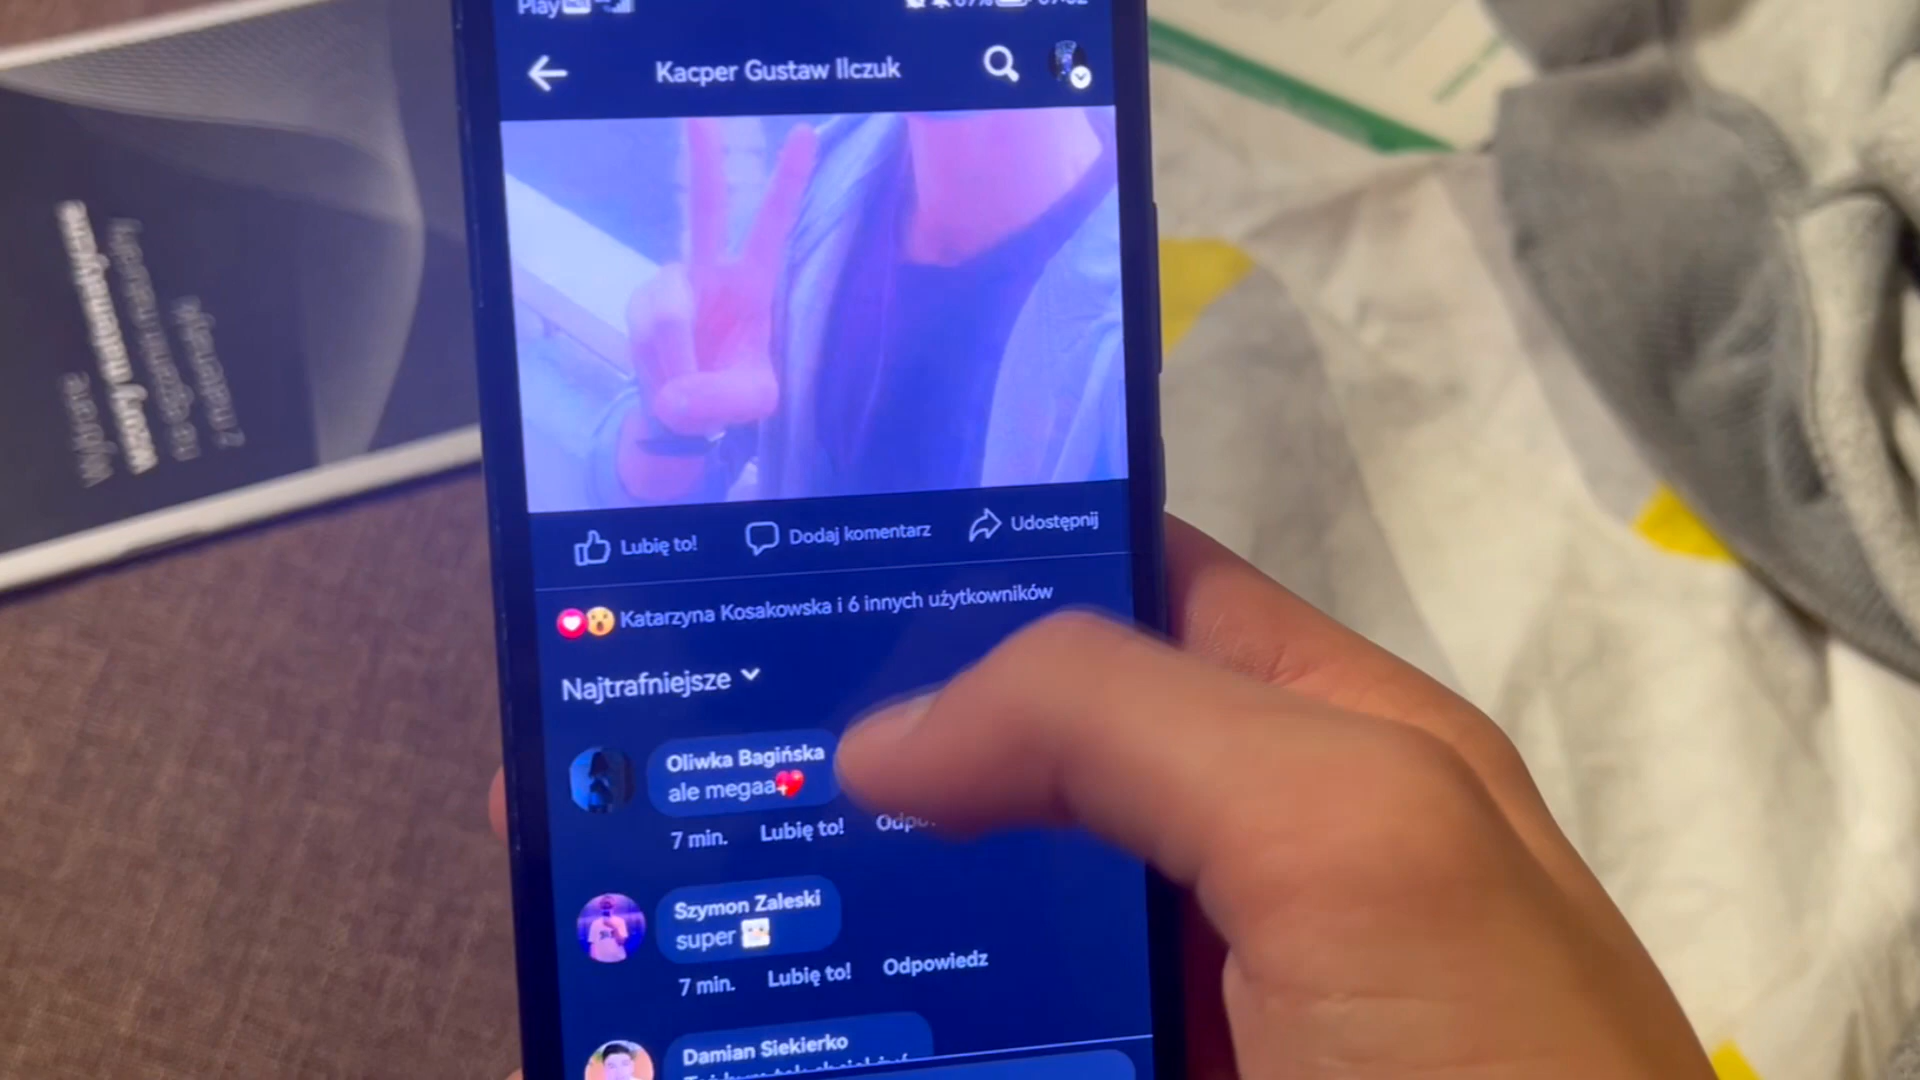 Play
67%
Kacper Gustaw Ilczuk
Lubię to!
Dodaj komentarz
Udostępnij
Katarzyna Kosakowska i 6 innych użytkowników
Najtrafniejsze
Oliwka Bagińska
ale megaa
7 min.
Lubię to!
Szymon Zaleski
super
7 min.
Lubię to!
Odpowiedz
Damian Siekierko